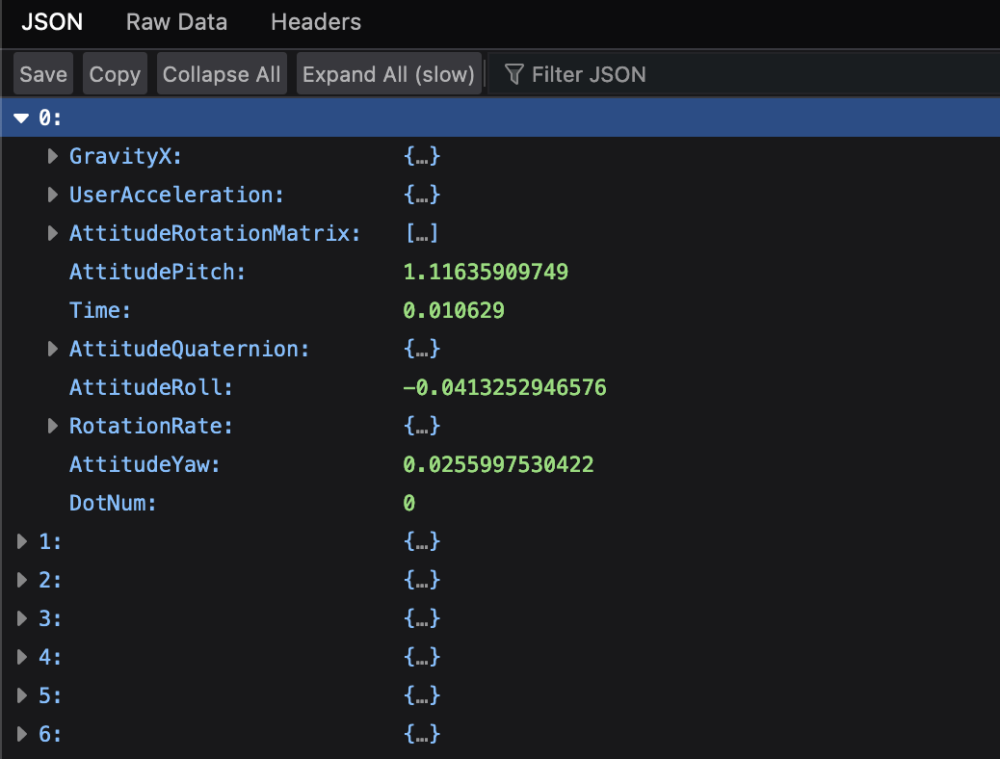 JSON Raw Data Headers
Save Copy Collapse All Expand All (slow) Filter JSON
0:
GravityX: {…}
UserAcceleration: {…}
AttitudeRotationMatrix: […]
AttitudePitch: 1.11635909749
Time: 0.010629
AttitudeQuaternion: {…}
AttitudeRoll: -0.0413252946576
RotationRate: {…}
AttitudeYaw: 0.0255997530422
DotNum: 0
1: {…}
2: {…}
3: {…}
4: {…}
5: {…}
6: {…}